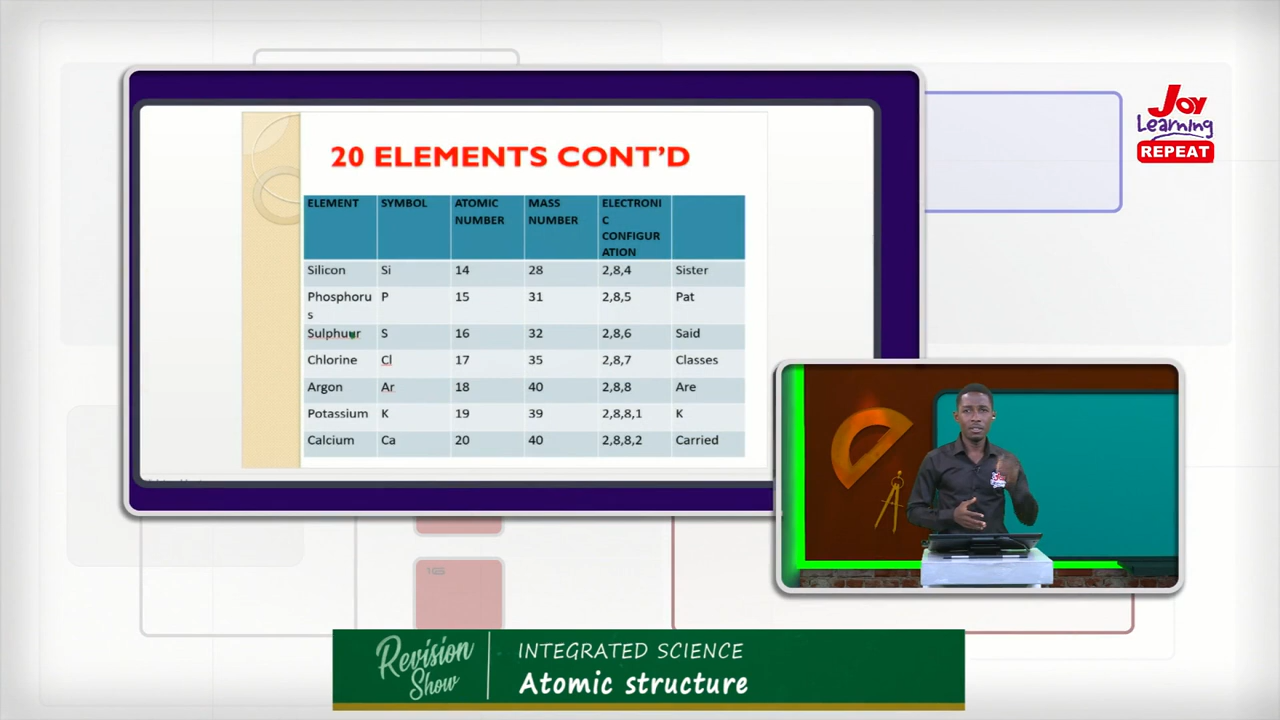 JOY
Learning
REPEAT
20 ELEMENTS CONT'D
ELEMENT SYMBOL ATOMIC NUMBER MASS NUMBER ELECTRONI C CONFIGUR ATION
Silicon Si 14 28 2,8,4 Sister
Phosphoru s P 15 31 2,8,5 Pat
Sulphuur S 16 32 2,8,6 Said
Chlorine Cl 17 35 2,8,7 Classes
Argon Ar 18 40 2,8,8 Are
Potassium K 19 39 2,8,8,1 K
Calcium Ca 20 40 2,8,8,2 Carried
Revision
Show
INTEGRATED SCIENCE
Atomic structure